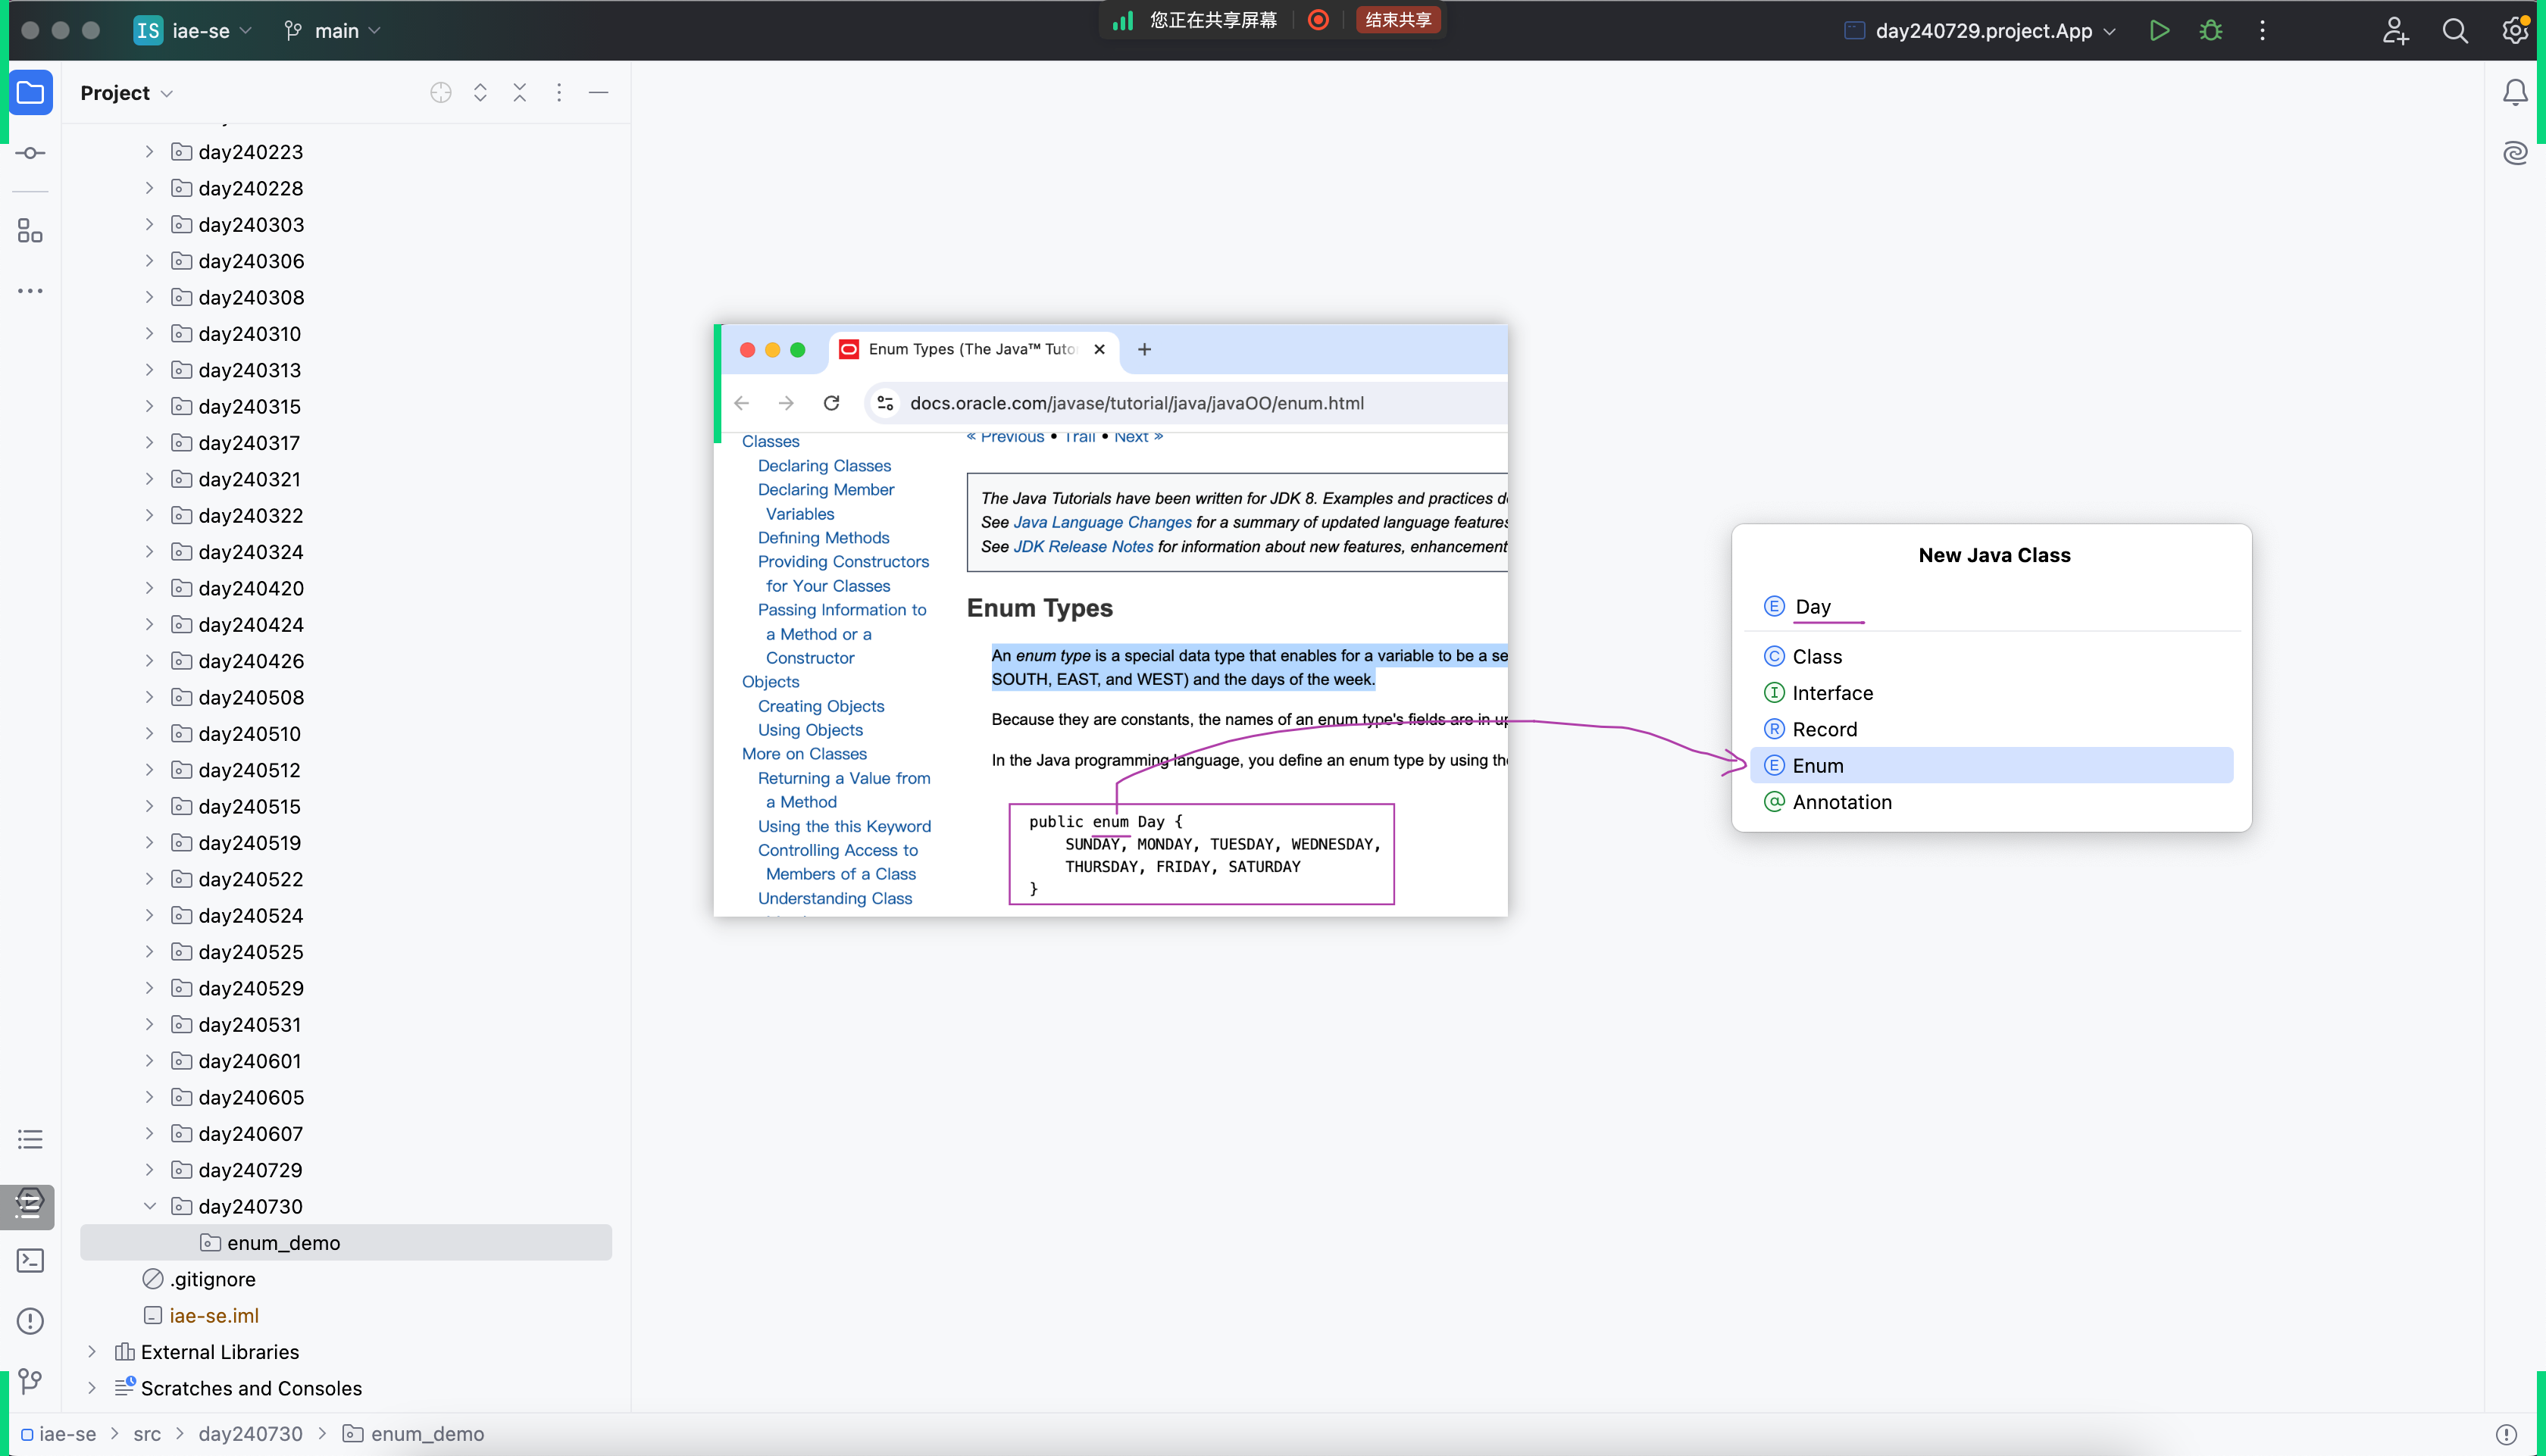 IS iae-se main
您正在共享屏幕 结束共享
day240729.project.App
Project
day240223
day240228
day240303
day240306
day240308
day240310
day240313
day240315
day240317
day240321
day240322
day240324
day240420
day240424
day240426
day240508
day240510
day240512
day240515
day240519
day240522
day240524
day240525
day240529
day240531
day240601
day240605
day240607
day240729
day240730
enum_demo
.gitignore
iae-se.iml
External Libraries
Scratches and Consoles
iae-se > src > day240730 > enum_demo
Enum Types (The Java™ Tuto
docs.oracle.com/javase/tutorial/java/javaOO/enum.html
Classes
Declaring Classes
Declaring Member
Variables
Defining Methods
Providing Constructors
for Your Classes
Passing Information to
a Method or a
Constructor
Objects
Creating Objects
Using Objects
More on Classes
Returning a Value from
a Method
Using the this Keyword
Controlling Access to
Members of a Class
Understanding Class
« Previous • Trail • Next »
The Java Tutorials have been written for JDK 8. Examples and practices d
See Java Language Changes for a summary of updated language features
See JDK Release Notes for information about new features, enhancement
Enum Types
An enum type is a special data type that enables for a variable to be a se
SOUTH, EAST, and WEST) and the days of the week.
Because they are constants, the names of an enum type's fields are in up
In the Java programming language, you define an enum type by using the
public enum Day {
SUNDAY, MONDAY, TUESDAY, WEDNESDAY,
THURSDAY, FRIDAY, SATURDAY
}
New Java Class
E Day
C Class
I Interface
R Record
E Enum
@ Annotation